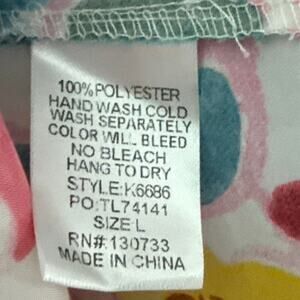 100% POLYESTER
HAND WASH COLD
WASH SEPARATELY
COLOR WILL BLEED
NO BLEACH
HANG TO DRY
STYLE:K6686
PO:TL74141
SIZE:L
RN#:130733
MADE IN CHINA